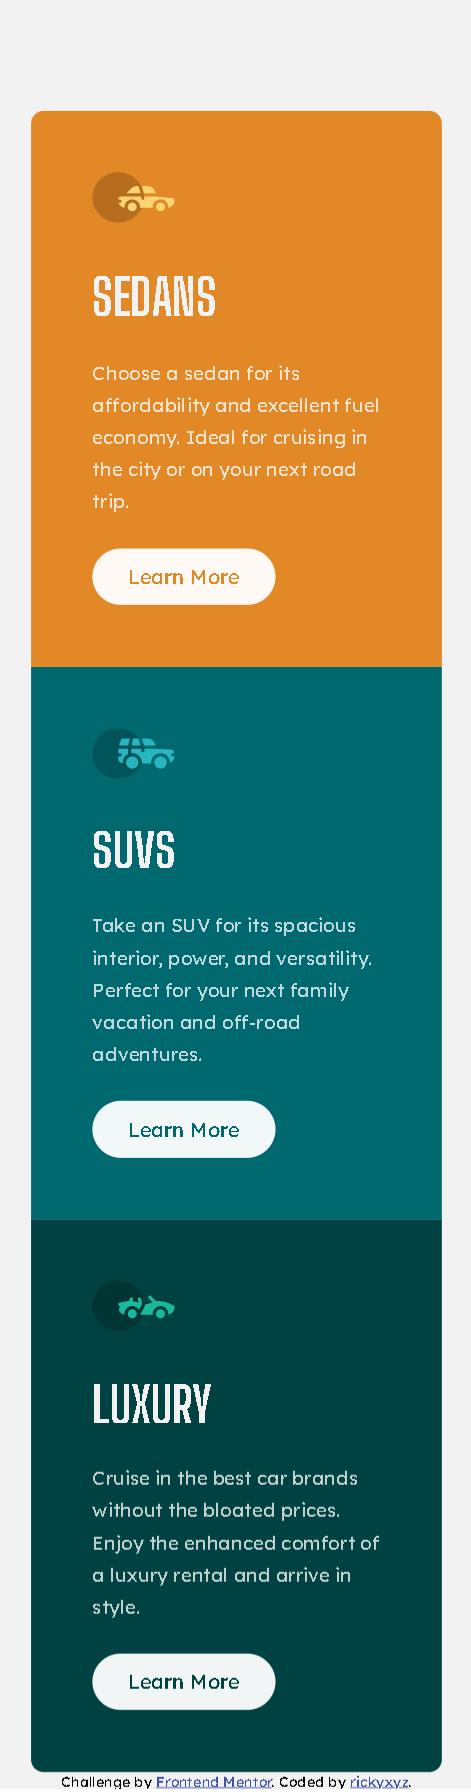 SEDANS
Choose a sedan for its
affordability and excellent fuel
economy. Ideal for cruising in
the city or on your next road
trip.
Learn More
SUVS
Take an SUV for its spacious
interior, power, and versatility.
Perfect for your next family
vacation and off-road
adventures.
Learn More
LUXURY
Cruise in the best car brands
without the bloated prices.
Enjoy the enhanced comfort of
a luxury rental and arrive in
style.
Learn More
Challenge by Frontend Mentor. Coded by rickyxyz.